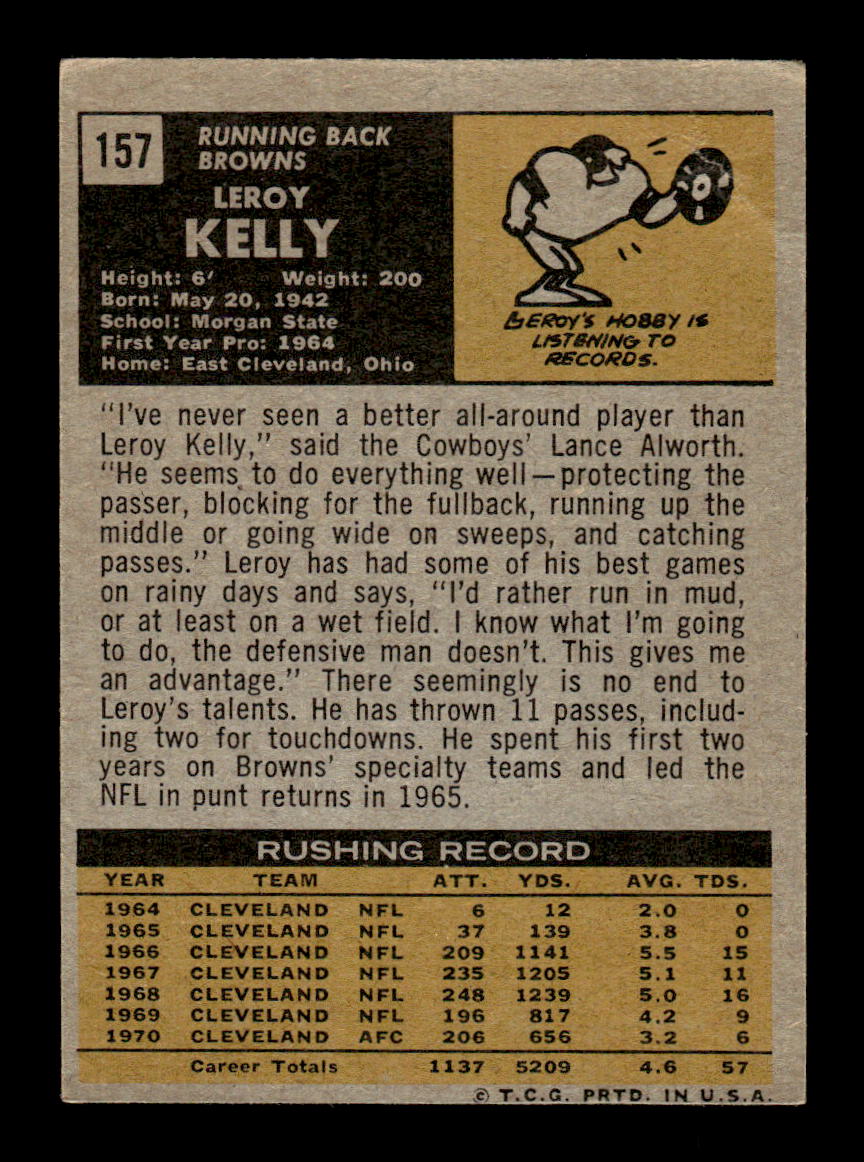 157
RUNNING BACK
BROWNS
LEROY
KELLY
Height: 6' Weight: 200
Born: May 20, 1942
School: Morgan State
First Year Pro: 1964
Home: East Cleveland, Ohio
LEROY'S HOBBY IS
LISTENING TO
RECORDS.
"I've never seen a better all-around player than
Leroy Kelly," said the Cowboys' Lance Alworth.
"He seems to do everything well—protecting the
passer, blocking for the fullback, running up the
middle or going wide on sweeps, and catching
passes." Leroy has had some of his best games
on rainy days and says, "I'd rather run in mud,
or at least on a wet field. I know what I'm going
to do, the defensive man doesn't. This gives me
an advantage." There seemingly is no end to
Leroy's talents. He has thrown 11 passes, includ-
ing two for touchdowns. He spent his first two
years on Browns' specialty teams and led the
NFL in punt returns in 1965.
RUSHING RECORD
YEAR TEAM ATT. YDS. AVG. TDS.
1964 CLEVELAND NFL 6 12 2.0 0
1965 CLEVELAND NFL 37 139 3.8 0
1966 CLEVELAND NFL 209 1141 5.5 15
1967 CLEVELAND NFL 235 1205 5.1 11
1968 CLEVELAND NFL 248 1239 5.0 16
1969 CLEVELAND NFL 196 817 4.2 9
1970 CLEVELAND AFC 206 656 3.2 6
Career Totals 1137 5209 4.6 57
© T.C.G. PRTD. IN U.S.A.